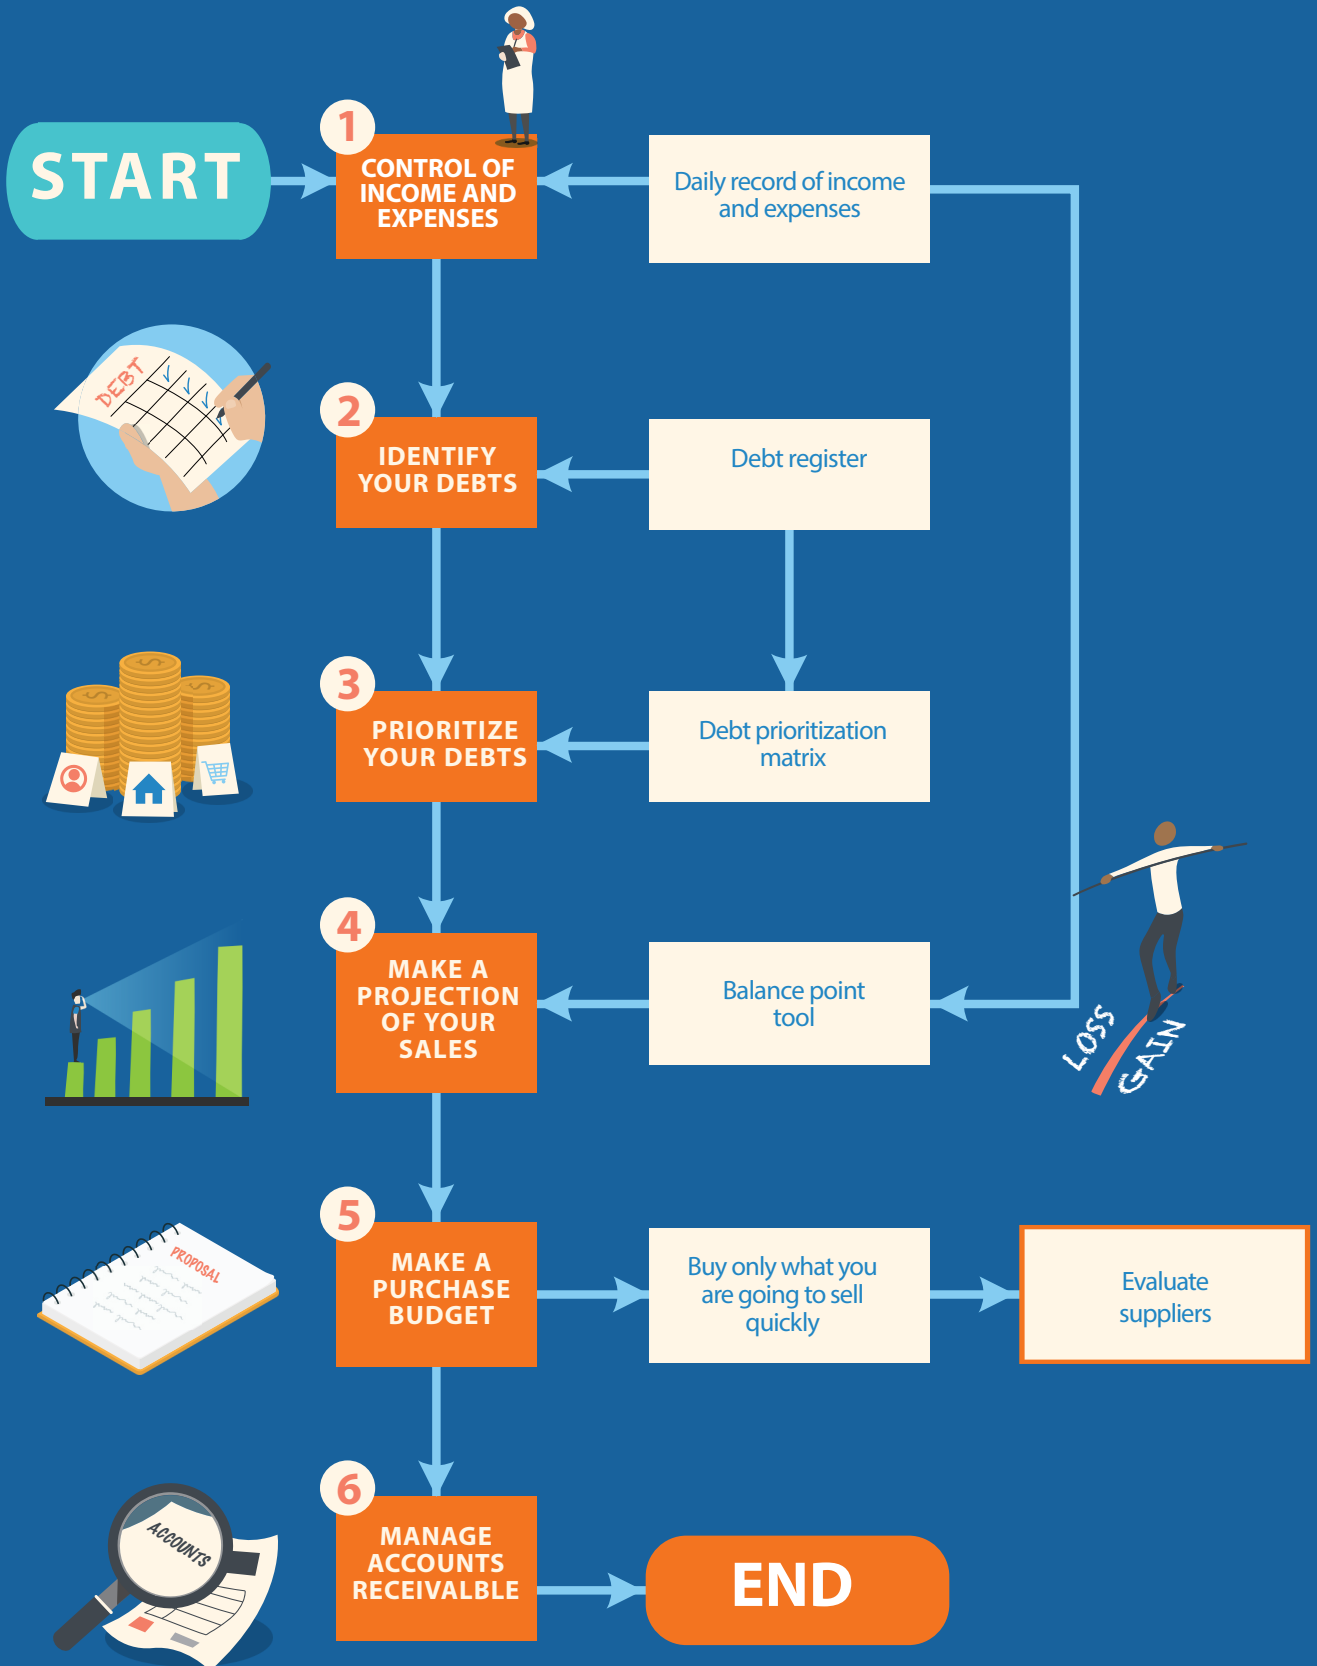 START
1
CONTROL OF
INCOME AND
EXPENSES
Daily record of income
and expenses
DEBT
2
IDENTIFY
YOUR DEBTS
Debt register
3
PRIORITIZE
YOUR DEBTS
Debt prioritization
matrix
4
MAKE A
PROJECTION
OF YOUR
SALES
Balance point
tool
LOSS
GAIN
PROPOSAL
5
MAKE A
PURCHASE
BUDGET
Buy only what you
are going to sell
quickly
Evaluate
suppliers
ACCOUNTS
6
MANAGE
ACCOUNTS
RECEIVALBLE
END